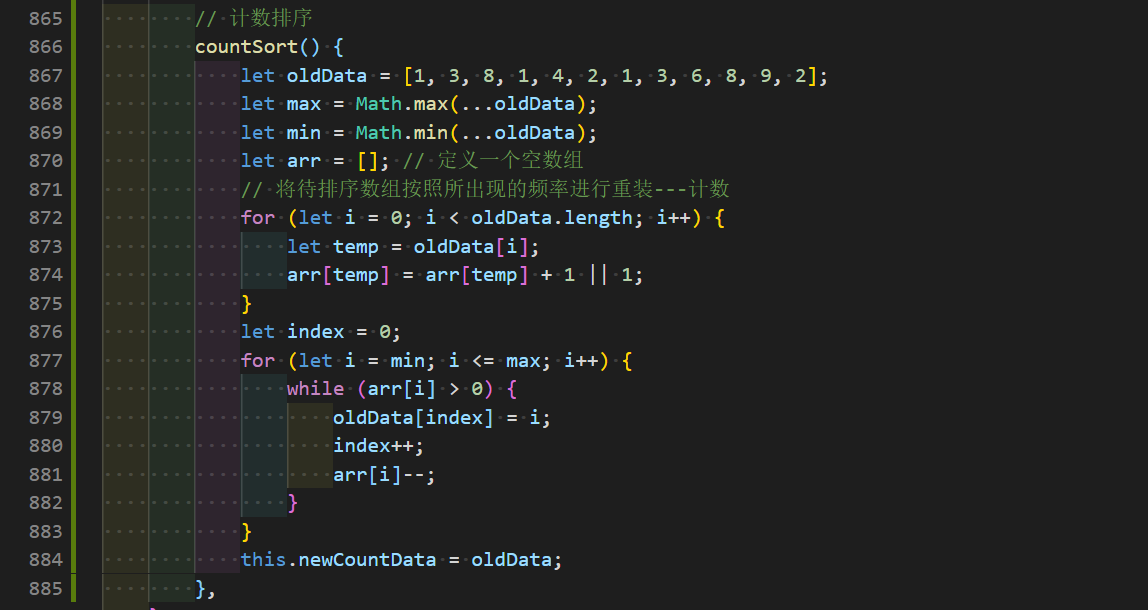 865 // 计数排序
866 countSort() {
867 let oldData = [1, 3, 8, 1, 4, 2, 1, 3, 6, 8, 9, 2];
868 let max = Math.max(...oldData);
869 let min = Math.min(...oldData);
870 let arr = []; // 定义一个空数组
871 // 将待排序数组按照所出现的频率进行重装---计数
872 for (let i = 0; i < oldData.length; i++) {
873 let temp = oldData[i];
874 arr[temp] = arr[temp] + 1 || 1;
875 }
876 let index = 0;
877 for (let i = min; i <= max; i++) {
878 while (arr[i] > 0) {
879 oldData[index] = i;
880 index++;
881 arr[i]--;
882 }
883 }
884 this.newCountData = oldData;
885 },